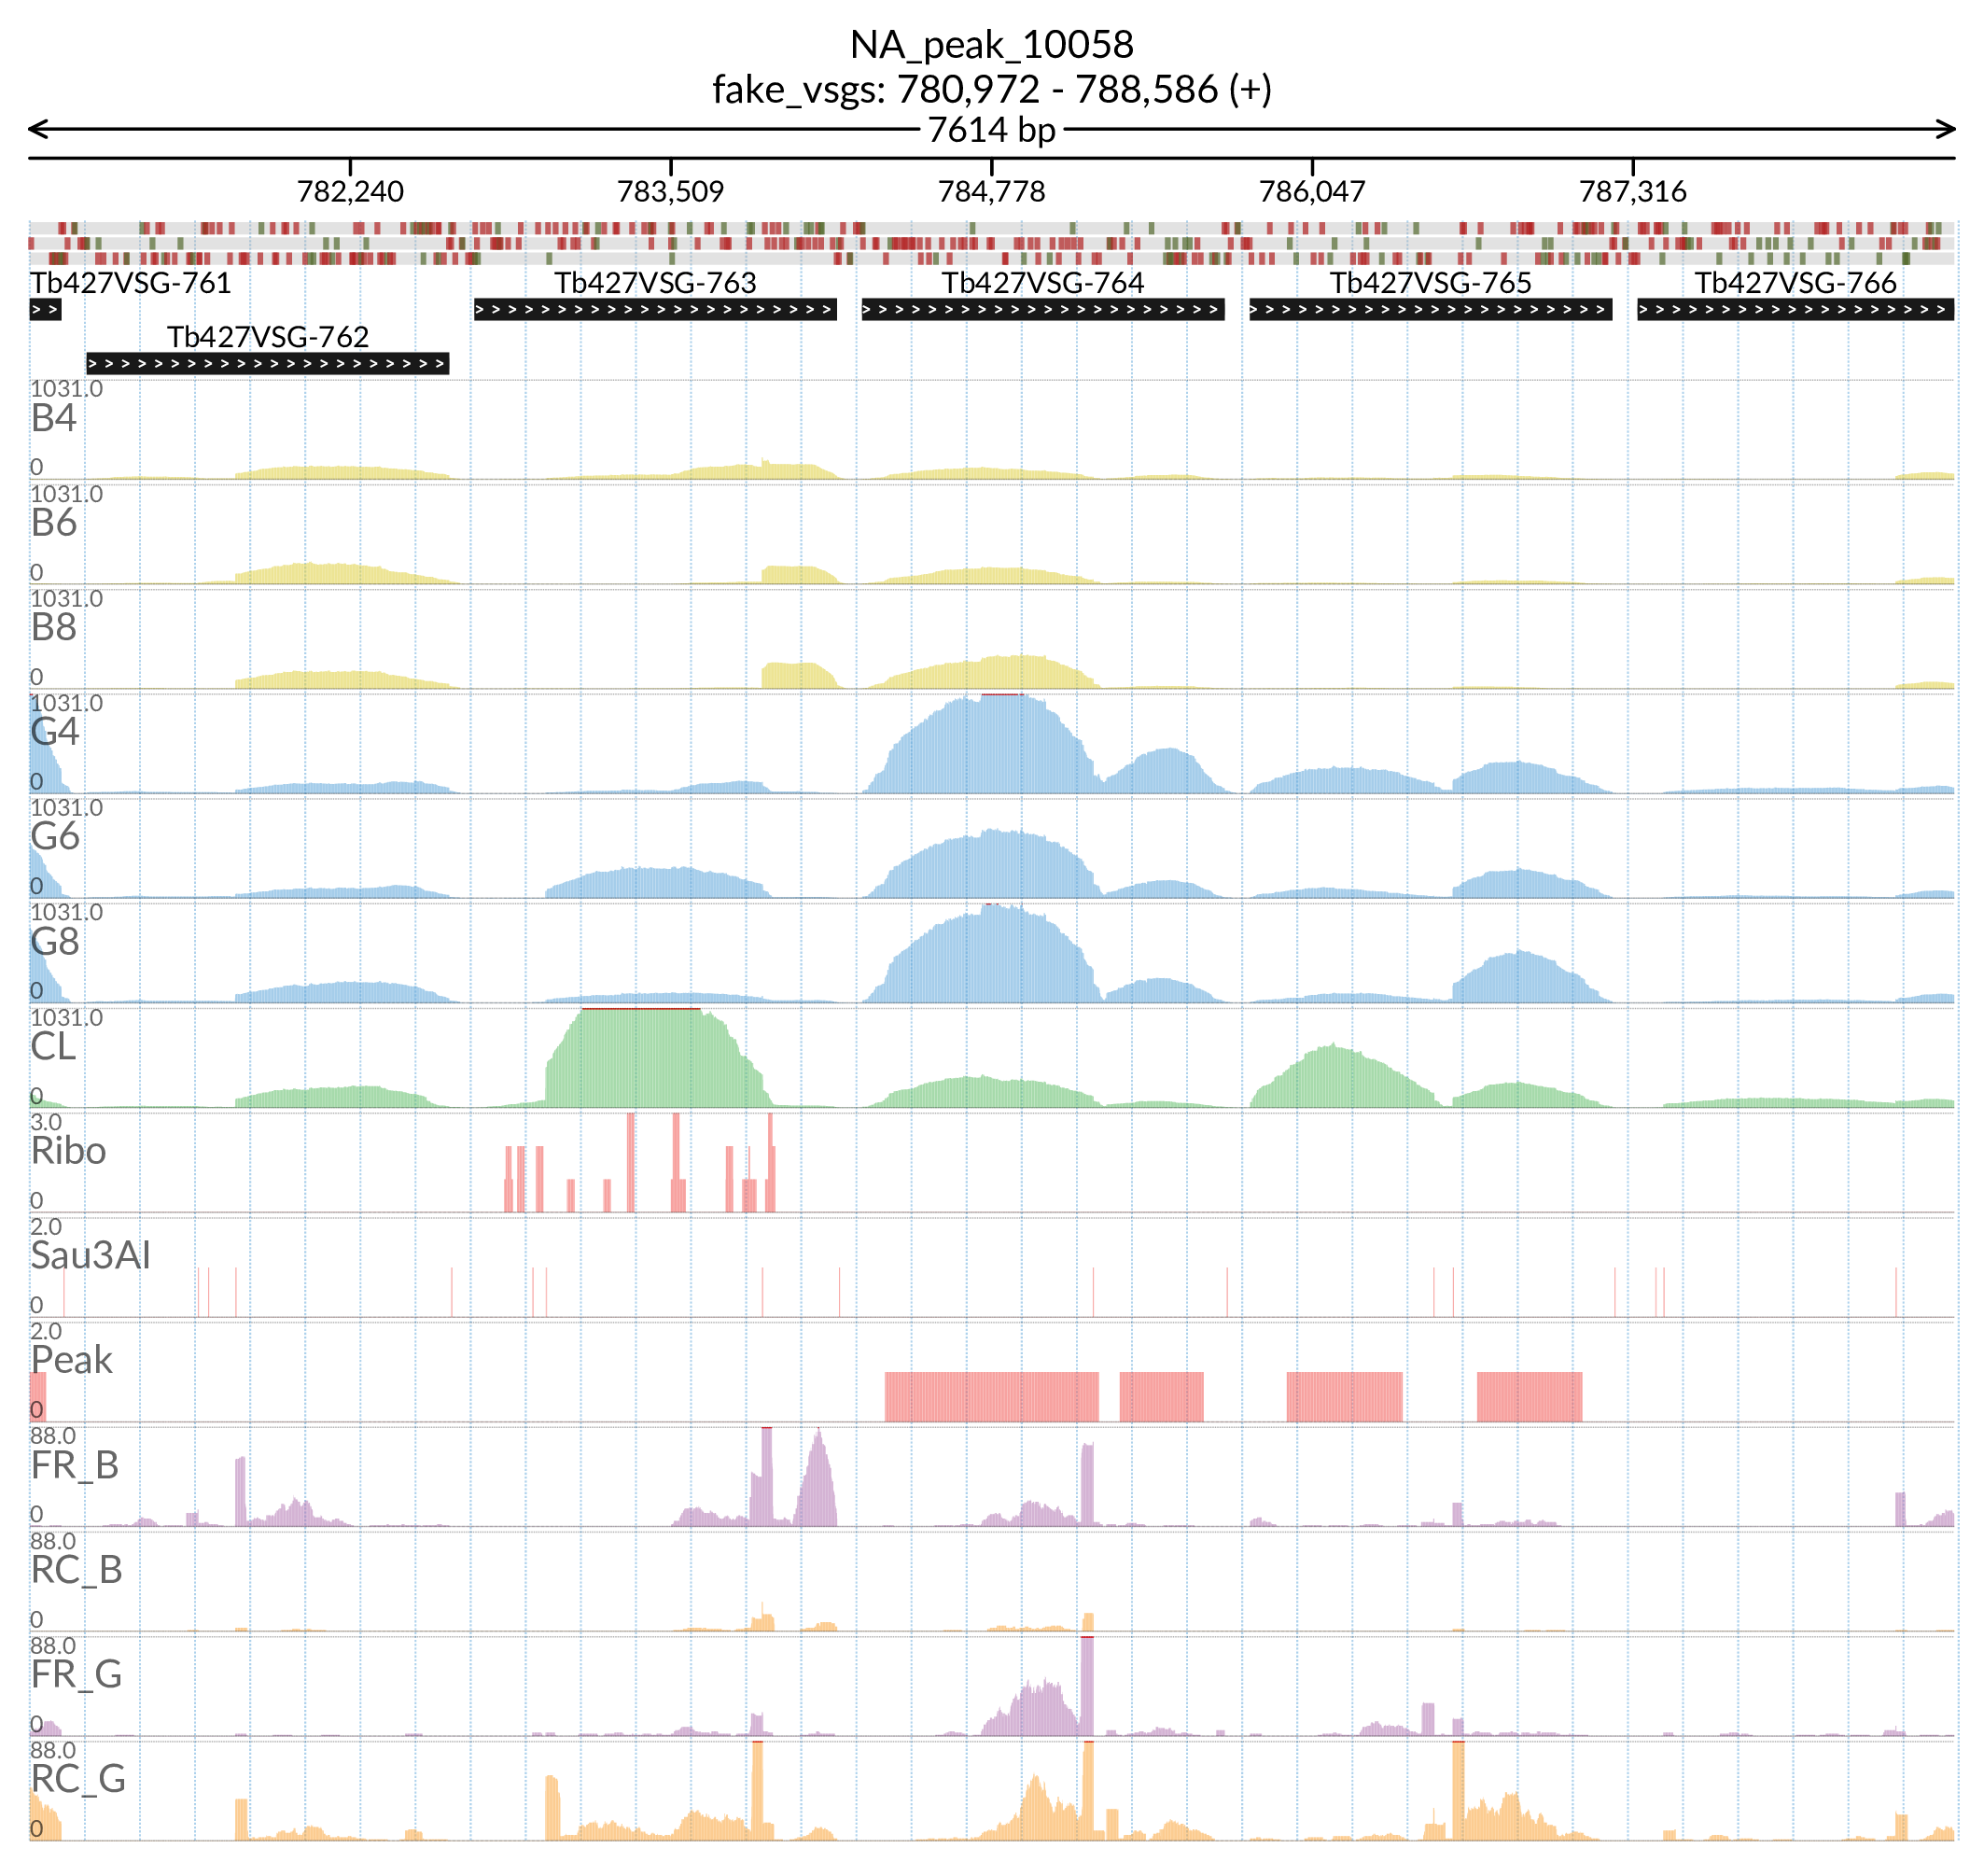 NA_peak_10058
fake_vsgs: 780,972 - 788,586 (+)
7614 bp
782,240 783,509 784,778 786,047 787,316
Tb427VSG-761 Tb427VSG-763 Tb427VSG-764 Tb427VSG-765 Tb427VSG-766
Tb427VSG-762
1031.0
B4
0
1031.0
B6
0
1031.0
B8
0
1031.0
G4
0
1031.0
G6
0
1031.0
G8
0
1031.0
CL
0
3.0
Ribo
0
2.0
Sau3AI
0
2.0
Peak
0
88.0
FR_B
0
88.0
RC_B
0
88.0
FR_G
0
88.0
RC_G
0